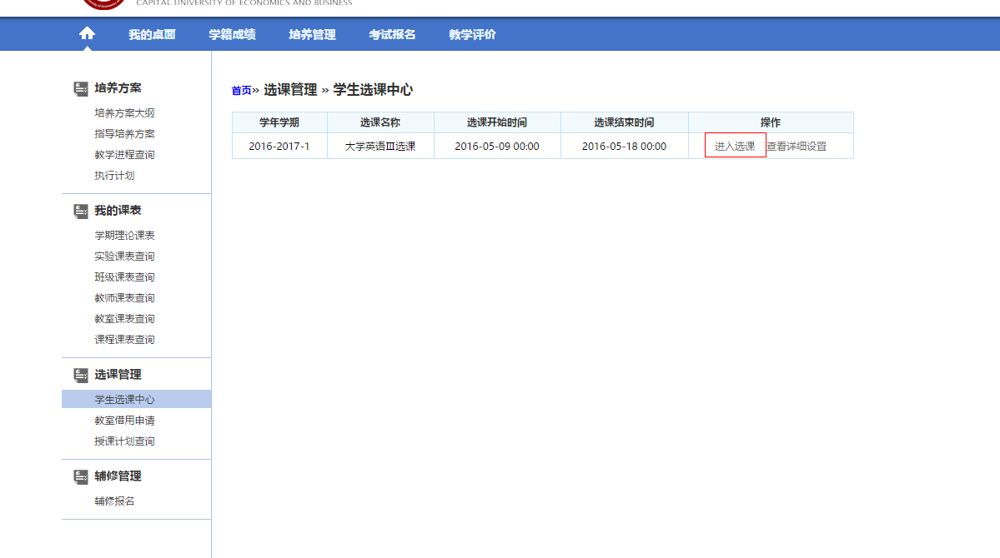 CAPITAL UNIVERSITY OF ECONOMICS AND BUSINESS
我的桌面 学籍成绩 培养管理 考试报名 教学评价
培养方案
培养方案大纲
指导培养方案
教学进程查询
执行计划
我的课表
学期理论课表
实验课表查询
班级课表查询
教师课表查询
教室课表查询
课程课表查询
选课管理
学生选课中心
教室借用申请
授课计划查询
辅修管理
辅修报名
首页» 选课管理 » 学生选课中心
学年学期 选课名称 选课开始时间 选课结束时间 操作
2016-2017-1 大学英语Ⅲ选课 2016-05-09 00:00 2016-05-18 00:00 进入选课 查看详细设置